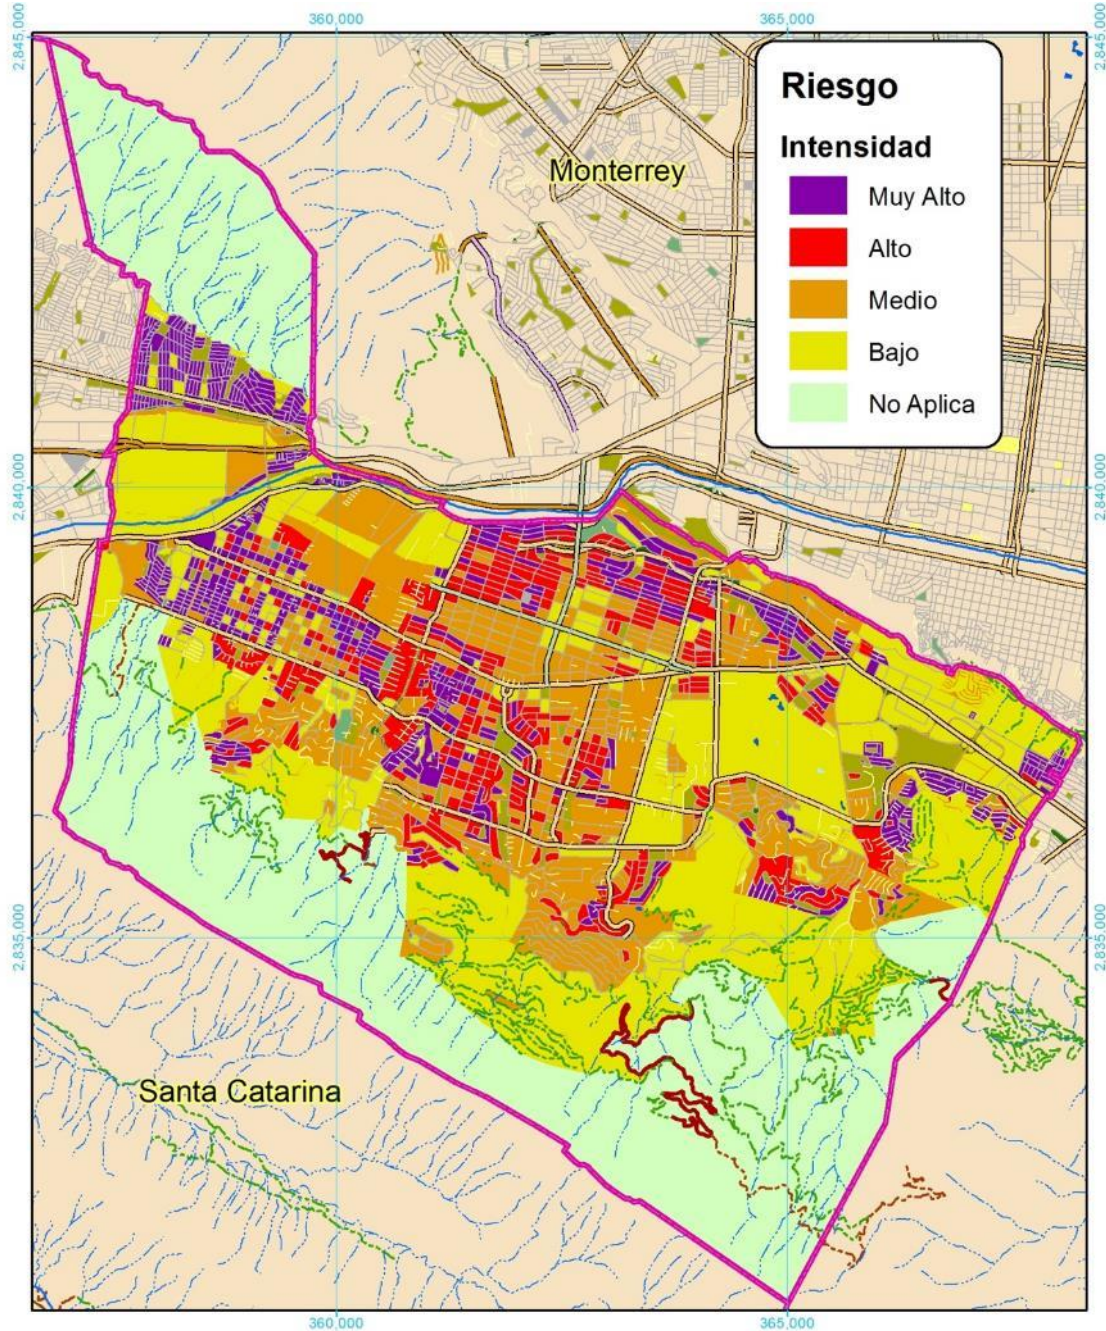 360,000
365,000
2,845,000
2,845,000
Riesgo
Intensidad
Muy Alto
Alto
Medio
Bajo
No Aplica
Monterrey
2,840,000
2,840,000
2,835,000
2,835,000
Santa Catarina
360,000
365,000